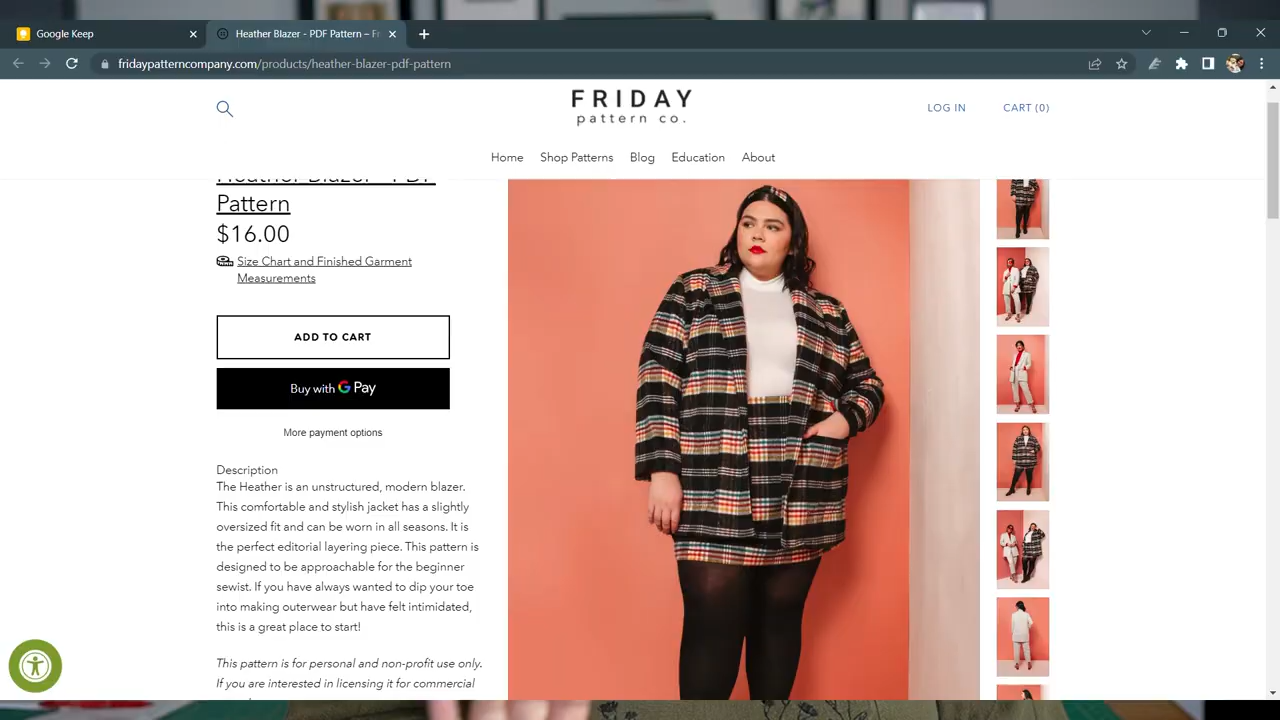 Google Keep
Heather Blazer - PDF Pattern – Fr
fridaypatterncompany.com/products/heather-blazer-pdf-pattern
FRIDAY
pattern co.
LOG IN
CART (0)
Home
Shop Patterns
Blog
Education
About
Heather Blazer - PDF
Pattern
$16.00
Size Chart and Finished Garment
Measurements
ADD TO CART
Buy with G Pay
More payment options
Description
The Heather is an unstructured, modern blazer.
This comfortable and stylish jacket has a slightly
oversized fit and can be worn in all seasons. It is
the perfect editorial layering piece. This pattern is
designed to be approachable for the beginner
sewist. If you have always wanted to dip your toe
into making outerwear but have felt intimidated,
this is a great place to start!
This pattern is for personal and non-profit use only.
If you are interested in licensing it for commercial